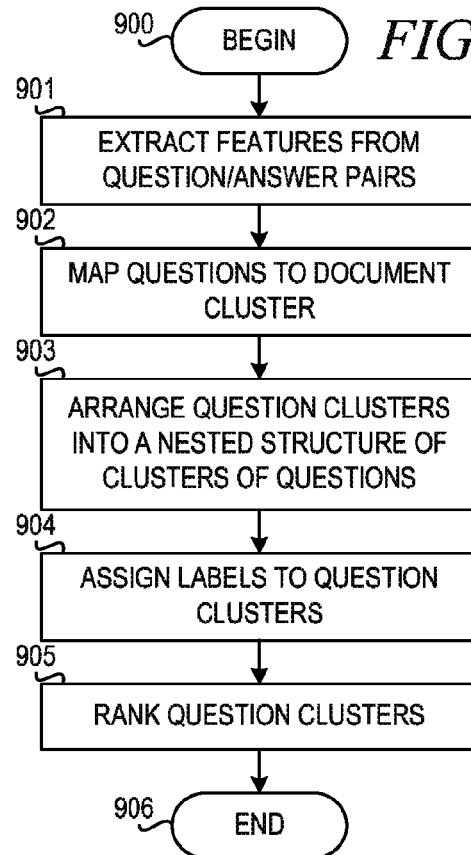 900
BEGIN
FIG
901
EXTRACT FEATURES FROM
QUESTION/ANSWER PAIRS
902
MAP QUESTIONS TO DOCUMENT
CLUSTER
903
ARRANGE QUESTION CLUSTERS
INTO A NESTED STRUCTURE OF
CLUSTERS OF QUESTIONS
904
ASSIGN LABELS TO QUESTION
CLUSTERS
905
RANK QUESTION CLUSTERS
906
END